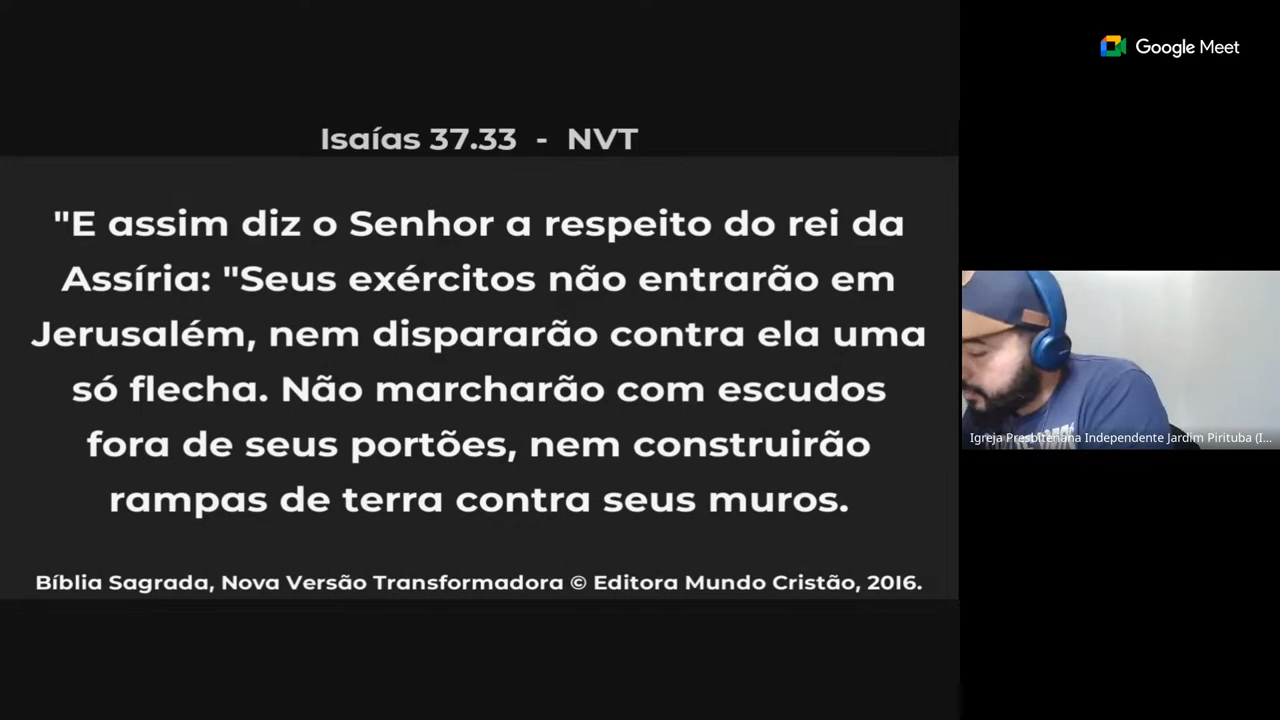 Google Meet
Isaías 37.33 - NVT
"E assim diz o Senhor a respeito do rei da
Assíria: "Seus exércitos não entrarão em
Jerusalém, nem dispararão contra ela uma
só flecha. Não marcharão com escudos
fora de seus portões, nem construirão
rampas de terra contra seus muros.
Bíblia Sagrada, Nova Versão Transformadora © Editora Mundo Cristão, 2016.
Igreja Presbiteriana Independente Jardim Pirituba (I...